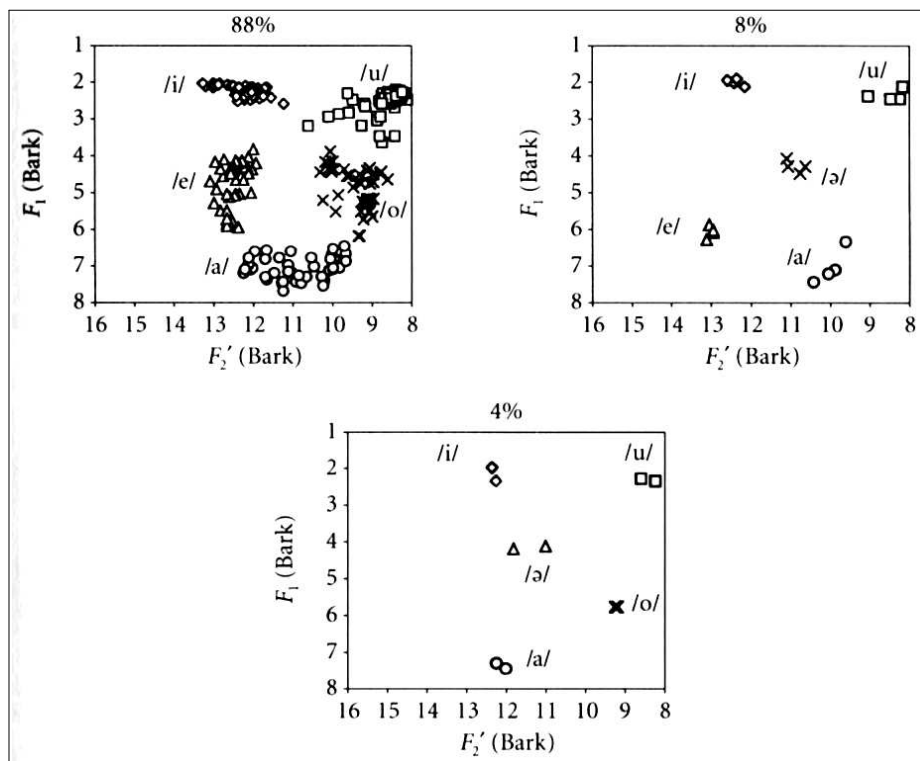 88%
1
2
3
4
5
6
7
8
F₁ (Bark)
/i/
/u/
/e/
/o/
/a/
16 15 14 13 12 11 10 9 8
F₂′ (Bark)
8%
1
2
3
4
5
6
7
8
F₁ (Bark)
/i/
/u/
/ə/
/e/
/a/
16 15 14 13 12 11 10 9 8
F₂′ (Bark)
4%
1
2
3
4
5
6
7
8
F₁ (Bark)
/i/
/u/
/ə/
/o/
/a/
16 15 14 13 12 11 10 9 8
F₂′ (Bark)